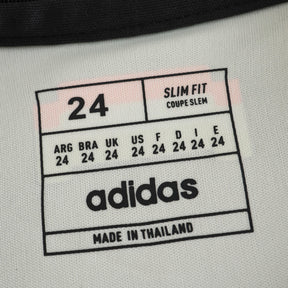 24 SLIM FIT
COUPE SLEM
ARG BRA UK US F D I E
24 24 24 24 24 24 24 24
adidas
MADE IN THAILAND